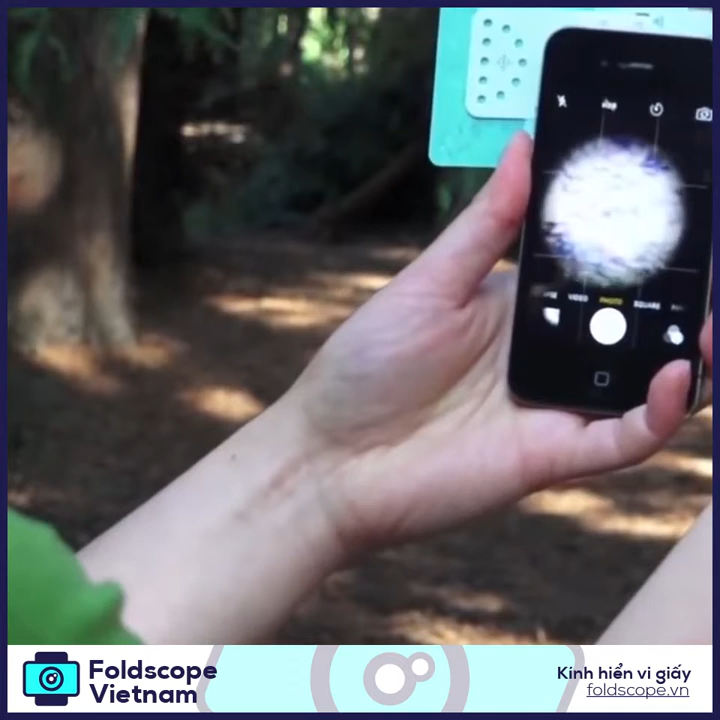 VIDEO PHOTO SQUARE
Foldscope
Vietnam
Kính hiển vi giấy
foldscope.vn